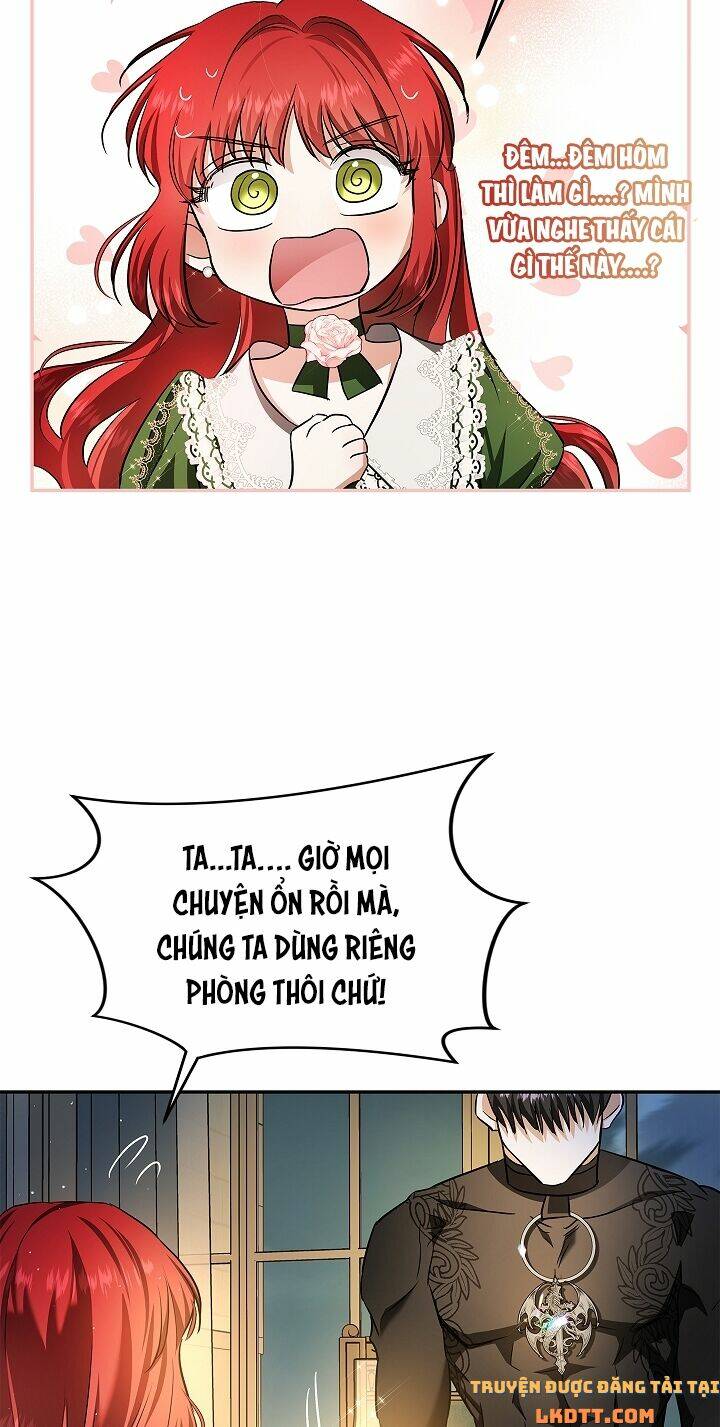 ĐÊM...ĐÊM HÔM
THÌ LÀM GÌ.....? MÌNH
VỪA NGHE THẤY CÁI
GÌ THẾ NÀY....?
TA...TA.... GIỜ MỌI
CHUYỆN ỔN RỒI MÀ,
CHÚNG TA DÙNG RIÊNG
PHÒNG THÔI CHỨ!
TRUYỆN ĐƯỢC ĐĂNG TẢI TẠI
LKDTT.COM